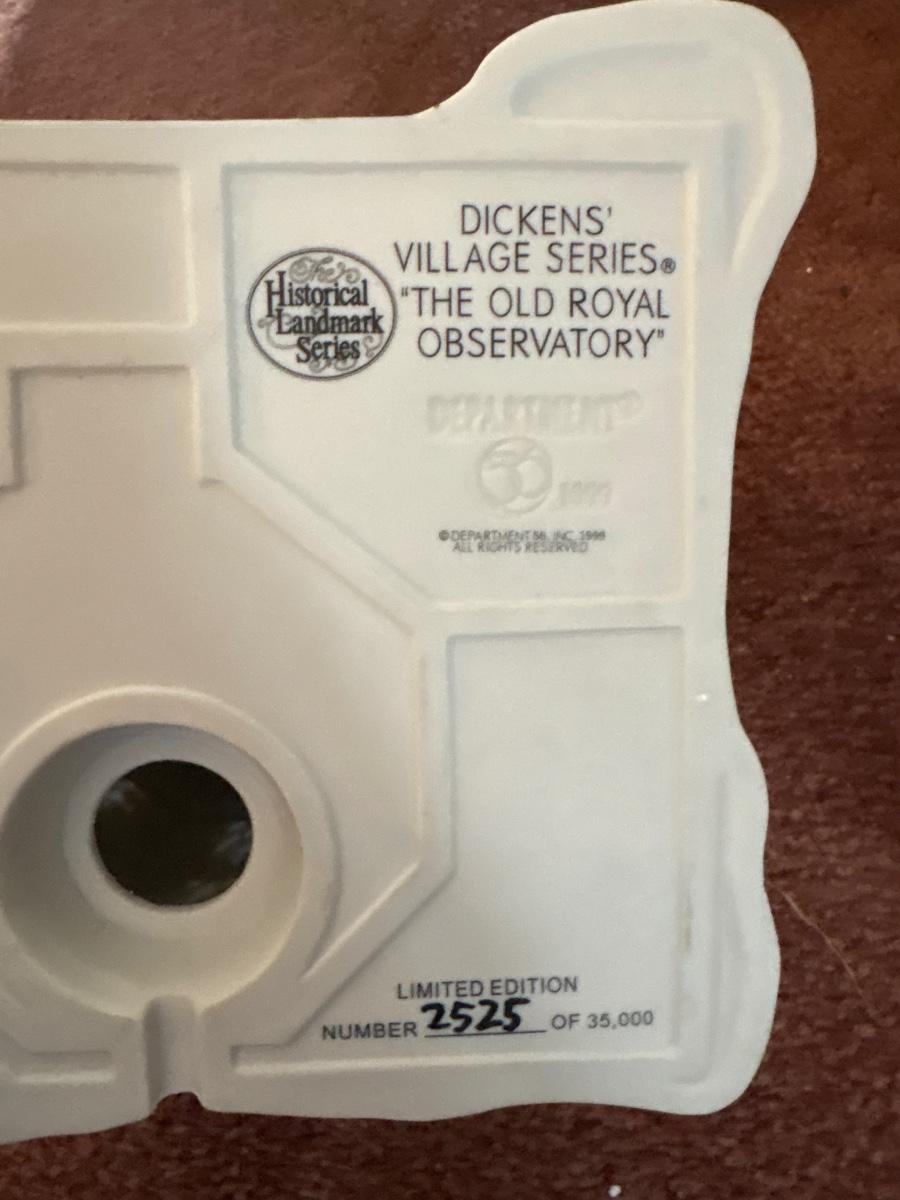 DICKENS'
VILLAGE SERIES®
The
Historical
Landmark
Series
"THE OLD ROYAL
OBSERVATORY"
DEPARTMENT®
56
1999
©DEPARTMENT 56, INC. 1999
ALL RIGHTS RESERVED
LIMITED EDITION
NUMBER 2525 OF 35,000